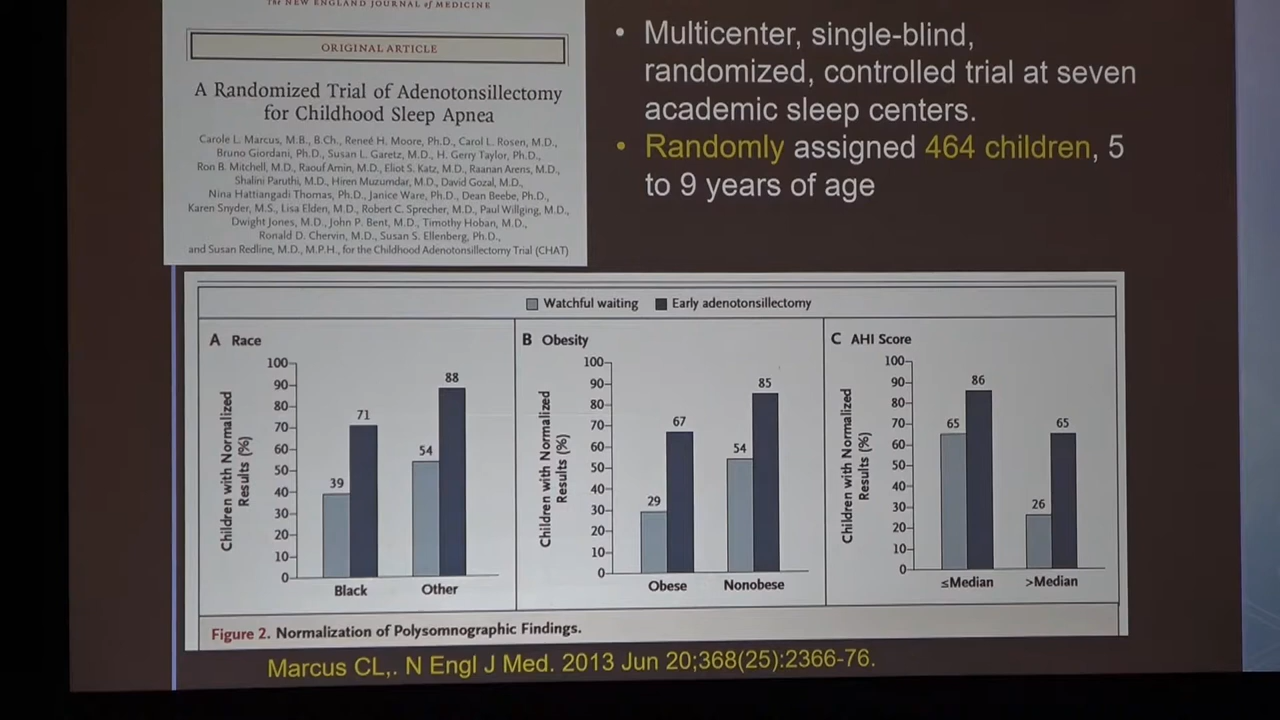 The NEW ENGLAND JOURNAL of MEDICINE
ORIGINAL ARTICLE
A Randomized Trial of Adenotonsillectomy
for Childhood Sleep Apnea
Carole L. Marcus, M.B., B.Ch., Reneé H. Moore, Ph.D., Carol L. Rosen, M.D.,
Bruno Giordani, Ph.D., Susan L. Garetz, M.D., H. Gerry Taylor, Ph.D.,
Ron B. Mitchell, M.D., Raouf Amin, M.D., Eliot S. Katz, M.D., Raanan Arens, M.D.,
Shalini Paruthi, M.D., Hiren Muzumdar, M.D., David Gozal, M.D.,
Nina Hattiangadi Thomas, Ph.D., Janice Ware, Ph.D., Dean Beebe, Ph.D.,
Karen Snyder, M.S., Lisa Elden, M.D., Robert C. Sprecher, M.D., Paul Willging, M.D.,
Dwight Jones, M.D., John P. Bent, M.D., Timothy Hoban, M.D.,
Ronald D. Chervin, M.D., Susan S. Ellenberg, Ph.D.,
and Susan Redline, M.D., M.P.H., for the Childhood Adenotonsillectomy Trial (CHAT)
• Multicenter, single-blind,
randomized, controlled trial at seven
academic sleep centers.
• Randomly assigned 464 children, 5
to 9 years of age
Watchful waiting Early adenotonsillectomy
A Race
Children with Normalized
Results (%)
100
90
80
70
60
50
40
30
20
10
0
39
71
54
88
Black Other
B Obesity
Children with Normalized
Results (%)
100
90
80
70
60
50
40
30
20
10
0
29
67
54
85
Obese Nonobese
C AHI Score
Children with Normalized
Results (%)
100
90
80
70
60
50
40
30
20
10
0
65
86
26
65
≤Median >Median
Figure 2. Normalization of Polysomnographic Findings.
Marcus CL,. N Engl J Med. 2013 Jun 20;368(25):2366-76.